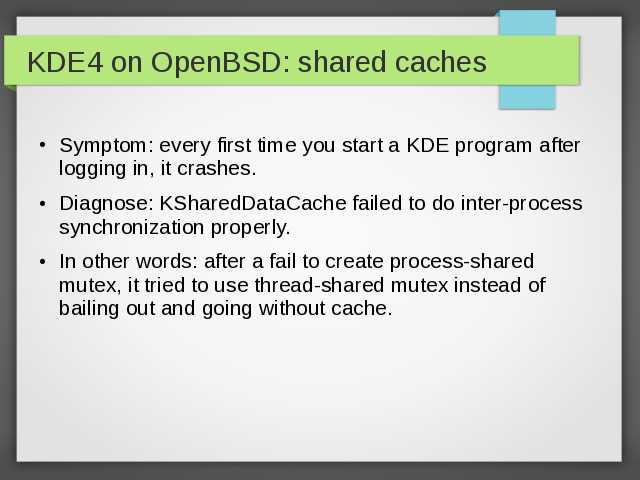 KDE4 on OpenBSD: shared caches
• Symptom: every first time you start a KDE program after
logging in, it crashes.
• Diagnose: KSharedDataCache failed to do inter-process
synchronization properly.
• In other words: after a fail to create process-shared
mutex, it tried to use thread-shared mutex instead of
bailing out and going without cache.